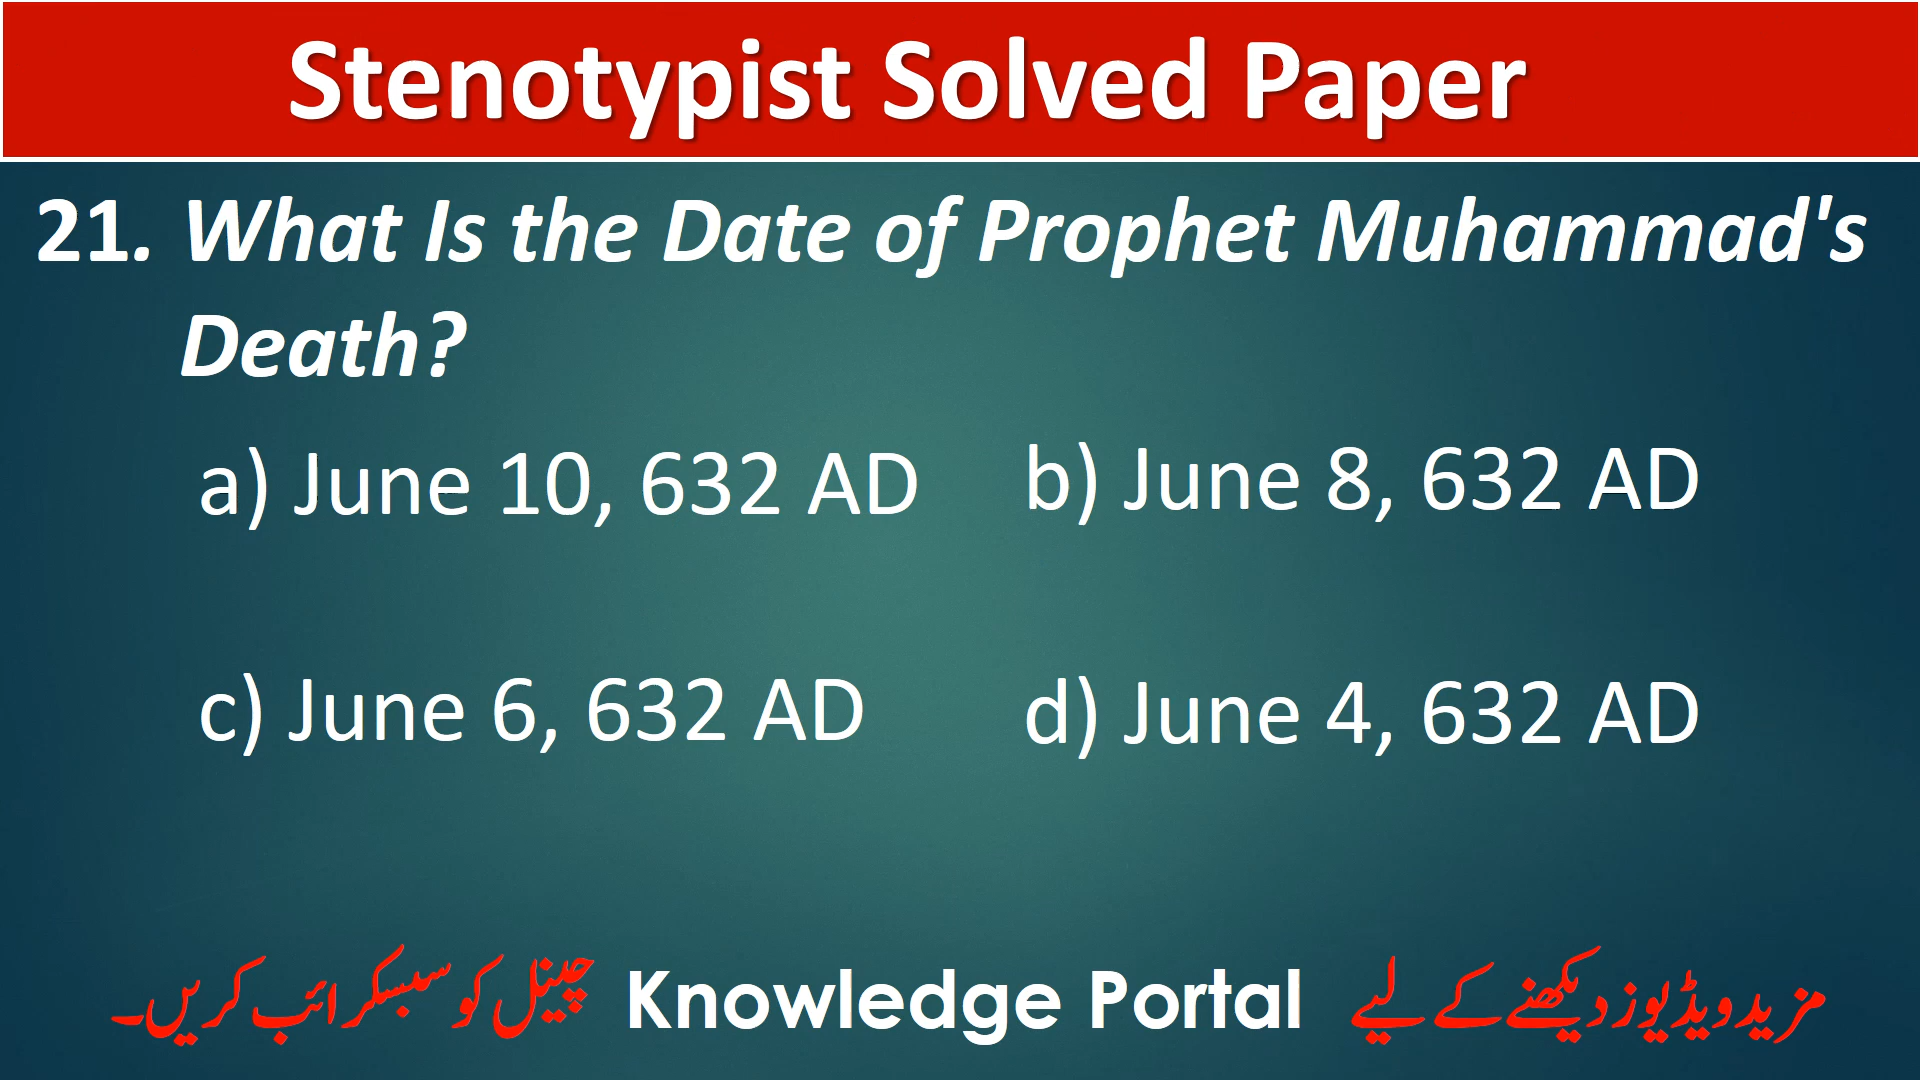 Stenotypist Solved Paper
21. What Is the Date of Prophet Muhammad's
Death?
a) June 10, 632 AD b) June 8, 632 AD
c) June 6, 632 AD d) June 4, 632 AD
مزید ویڈیوز دیکھنے کے لیے Knowledge Portal چینل کو سبسکرائب کریں۔